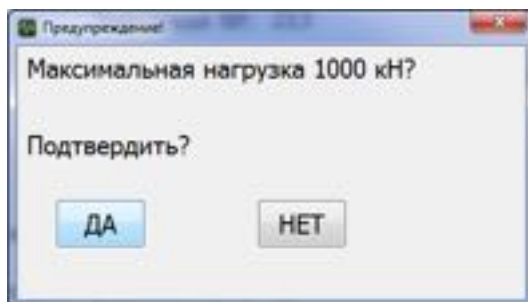 Предупреждение!
Максимальная нагрузка 1000 кН?
Подтвердить?
ДА
НЕТ